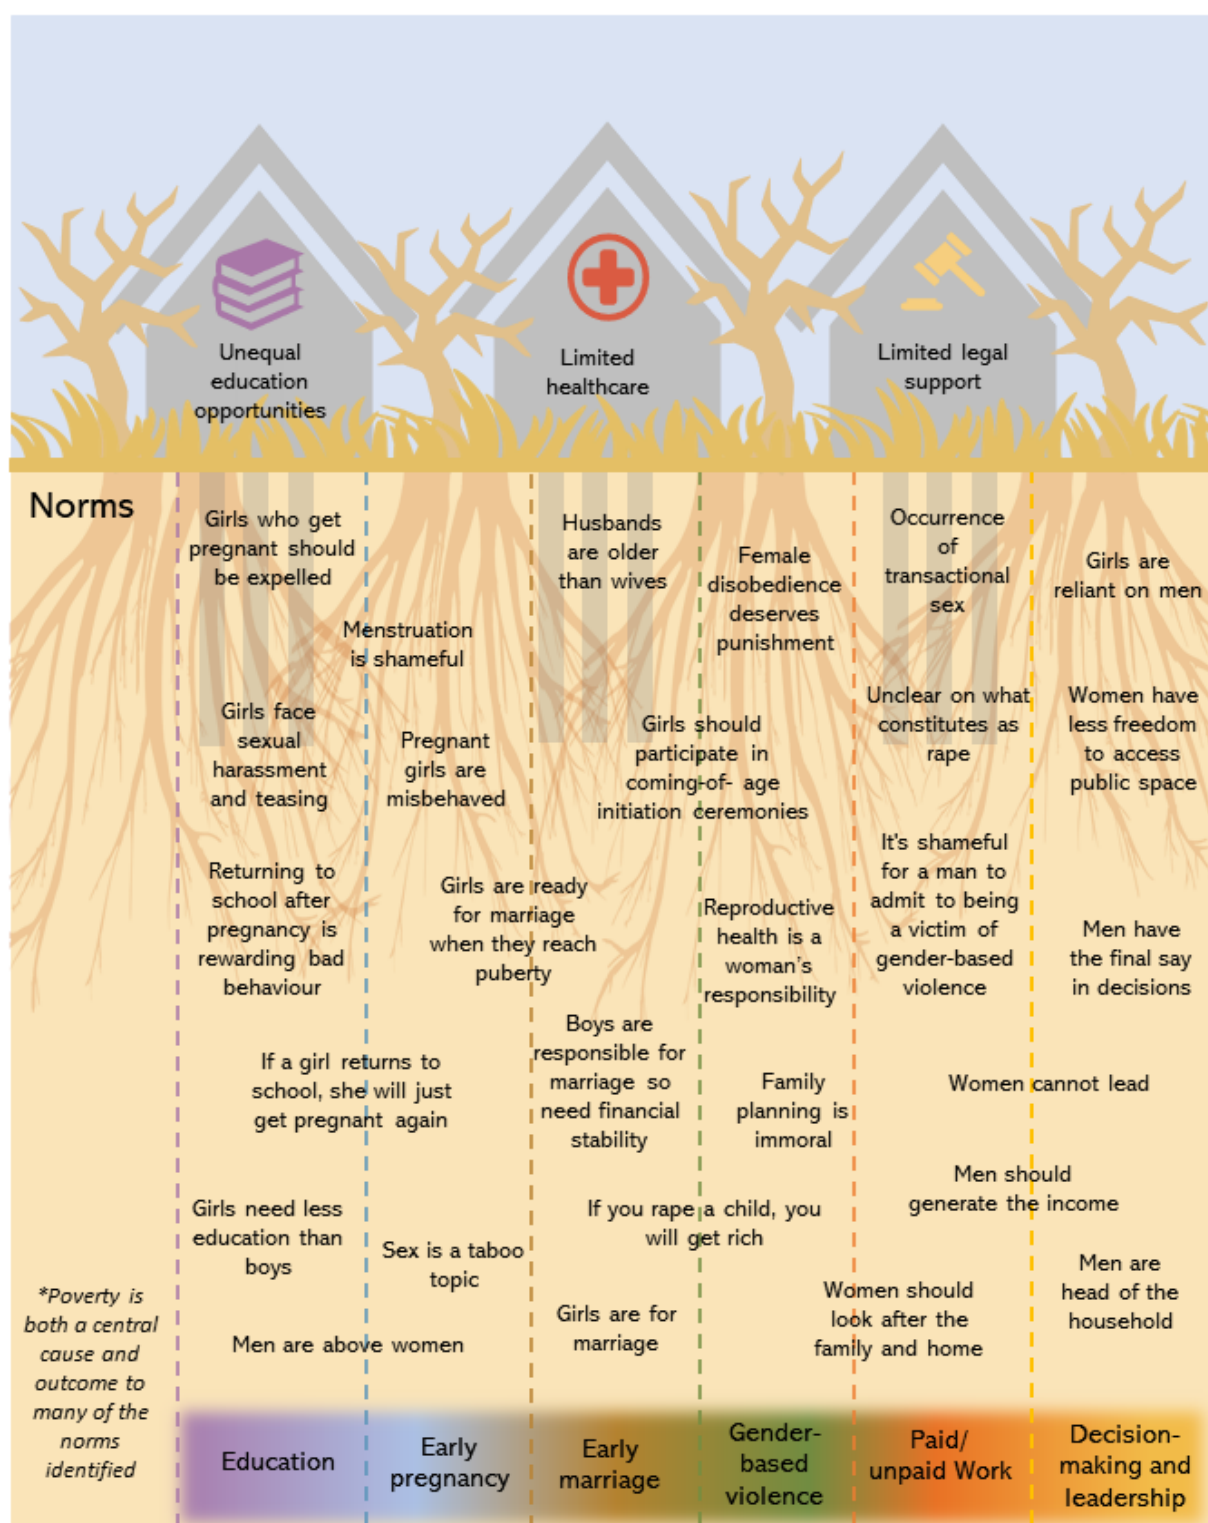 Unequal
education
opportunities
Limited
healthcare
Limited legal
support
Norms
Girls who get
pregnant should
be expelled
Menstruation
is shameful
Girls face
sexual
harassment
and teasing
Pregnant
girls are
misbehaved
Returning to
school after
pregnancy is
rewarding bad
behaviour
Girls are ready
for marriage
when they reach
puberty
If a girl returns to
school, she will just
get pregnant again
Girls need less
education than
boys
Sex is a taboo
topic
Men are above women
Husbands
are older
than wives
Female
disobedience
deserves
punishment
Girls should
participate in
coming-of- age
initiation ceremonies
Reproductive
health is a
woman's
responsibility
Boys are
responsible for
marriage so
need financial
stability
Family
planning is
immoral
If you rape a child, you
will get rich
Girls are for
marriage
Occurrence
of
transactional
sex
Girls are
reliant on men
Unclear on what
constitutes as
rape
Women have
less freedom
to access
public space
It's shameful
for a man to
admit to being
a victim of
gender-based
violence
Men have
the final say
in decisions
Women cannot lead
Men should
generate the income
Women should
look after the
family and home
Men are
head of the
household
*Poverty is
both a central
cause and
outcome to
many of the
norms
identified
Education
Early
pregnancy
Early
marriage
Gender-
based
violence
Paid/
unpaid Work
Decision-
making and
leadership